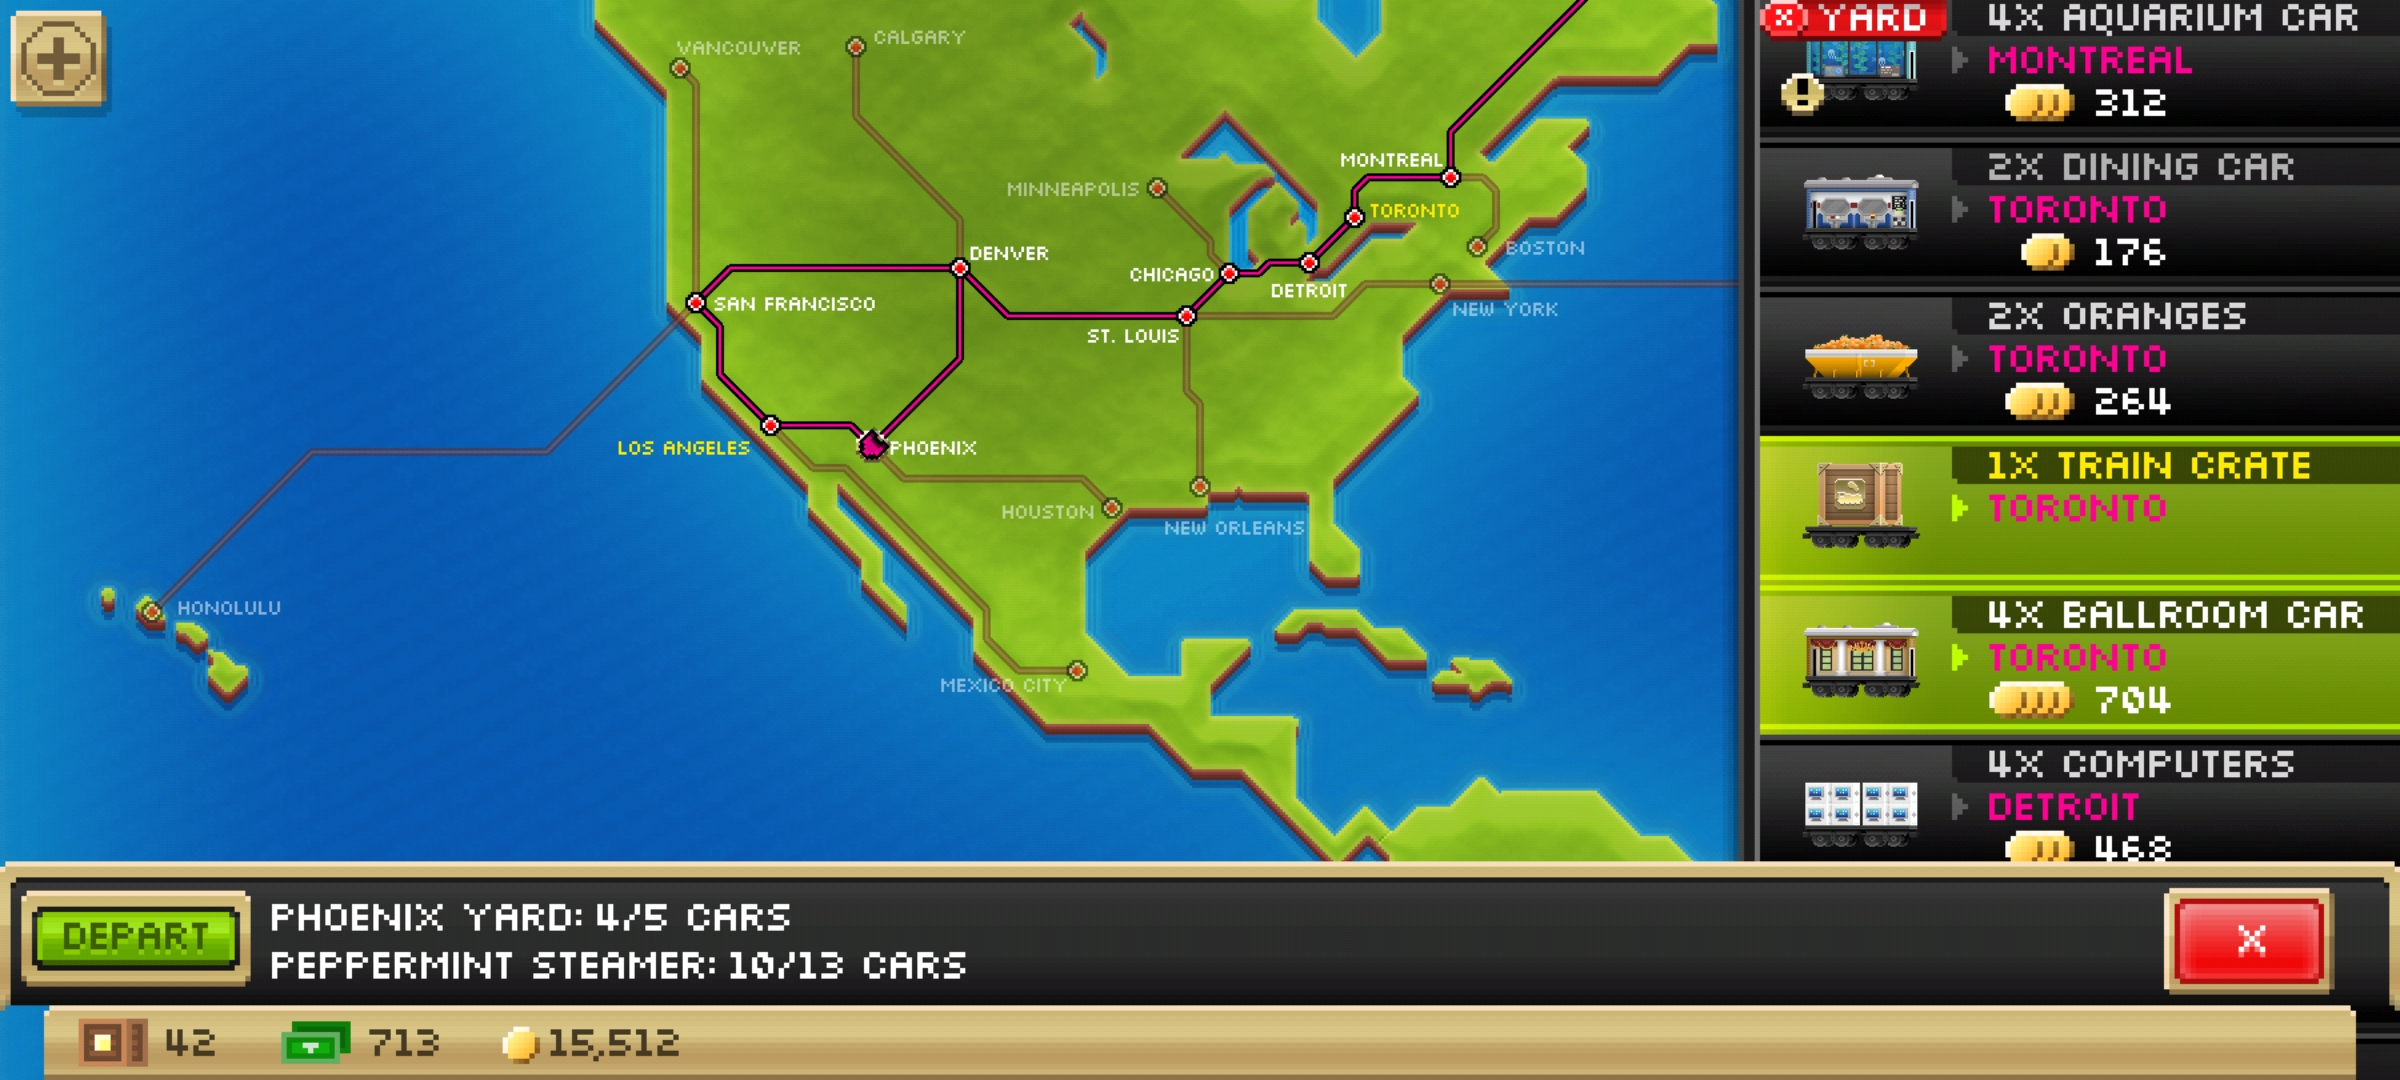 VANCOUVER
CALGARY
MINNEAPOLIS
MONTREAL
TORONTO
BOSTON
DENVER
CHICAGO
DETROIT
NEW YORK
SAN FRANCISCO
ST. LOUIS
LOS ANGELES
PHOENIX
HOUSTON
NEW ORLEANS
HONOLULU
MEXICO CITY
X YARD
4X AQUARIUM CAR
MONTREAL
! 312
2X DINING CAR
TORONTO
176
2X ORANGES
TORONTO
264
1X TRAIN CRATE
TORONTO
4X BALLROOM CAR
TORONTO
704
4X COMPUTERS
DETROIT
468
DEPART
PHOENIX YARD: 4/5 CARS
PEPPERMINT STEAMER: 10/13 CARS
X
42 713 15,512